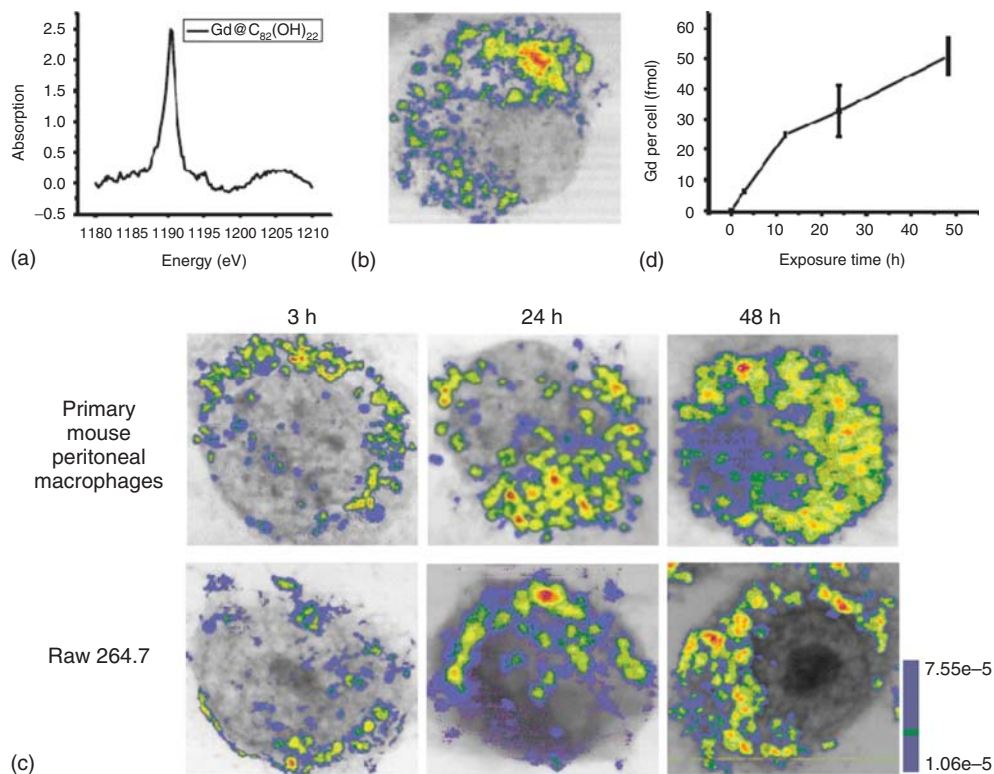 2.5
2.0
1.5
1.0
0.5
0.0
–0.5
Absorption
Gd@C₈₂(OH)₂₂
1180 1185 1190 1195 1200 1205 1210
Energy (eV)
(a)
(b)
60
50
40
30
20
10
0
Gd per cell (fmol)
0 10 20 30 40 50
Exposure time (h)
(d)
3 h 24 h 48 h
Primary
mouse
peritoneal
macrophages
Raw 264.7
7.55e–5
1.06e–5
(c)